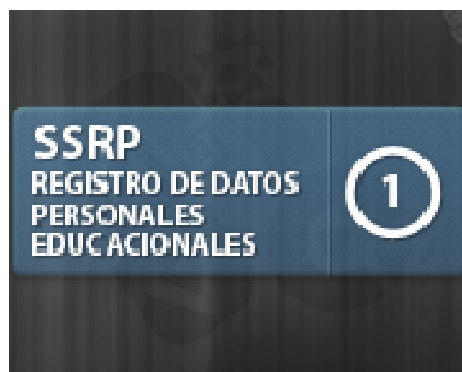 SSRP
REGISTRO DE DATOS
PERSONALES
EDUCACIONALES
1